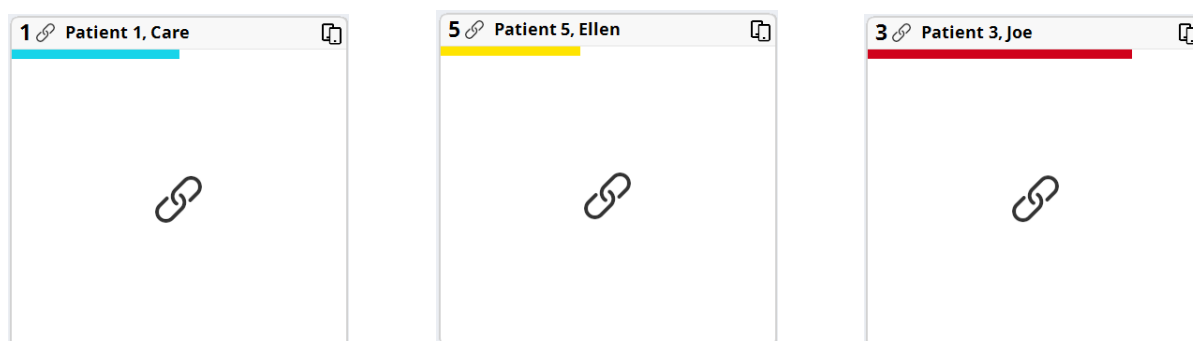 1 Patient 1, Care
5 Patient 5, Ellen
3 Patient 3, Joe